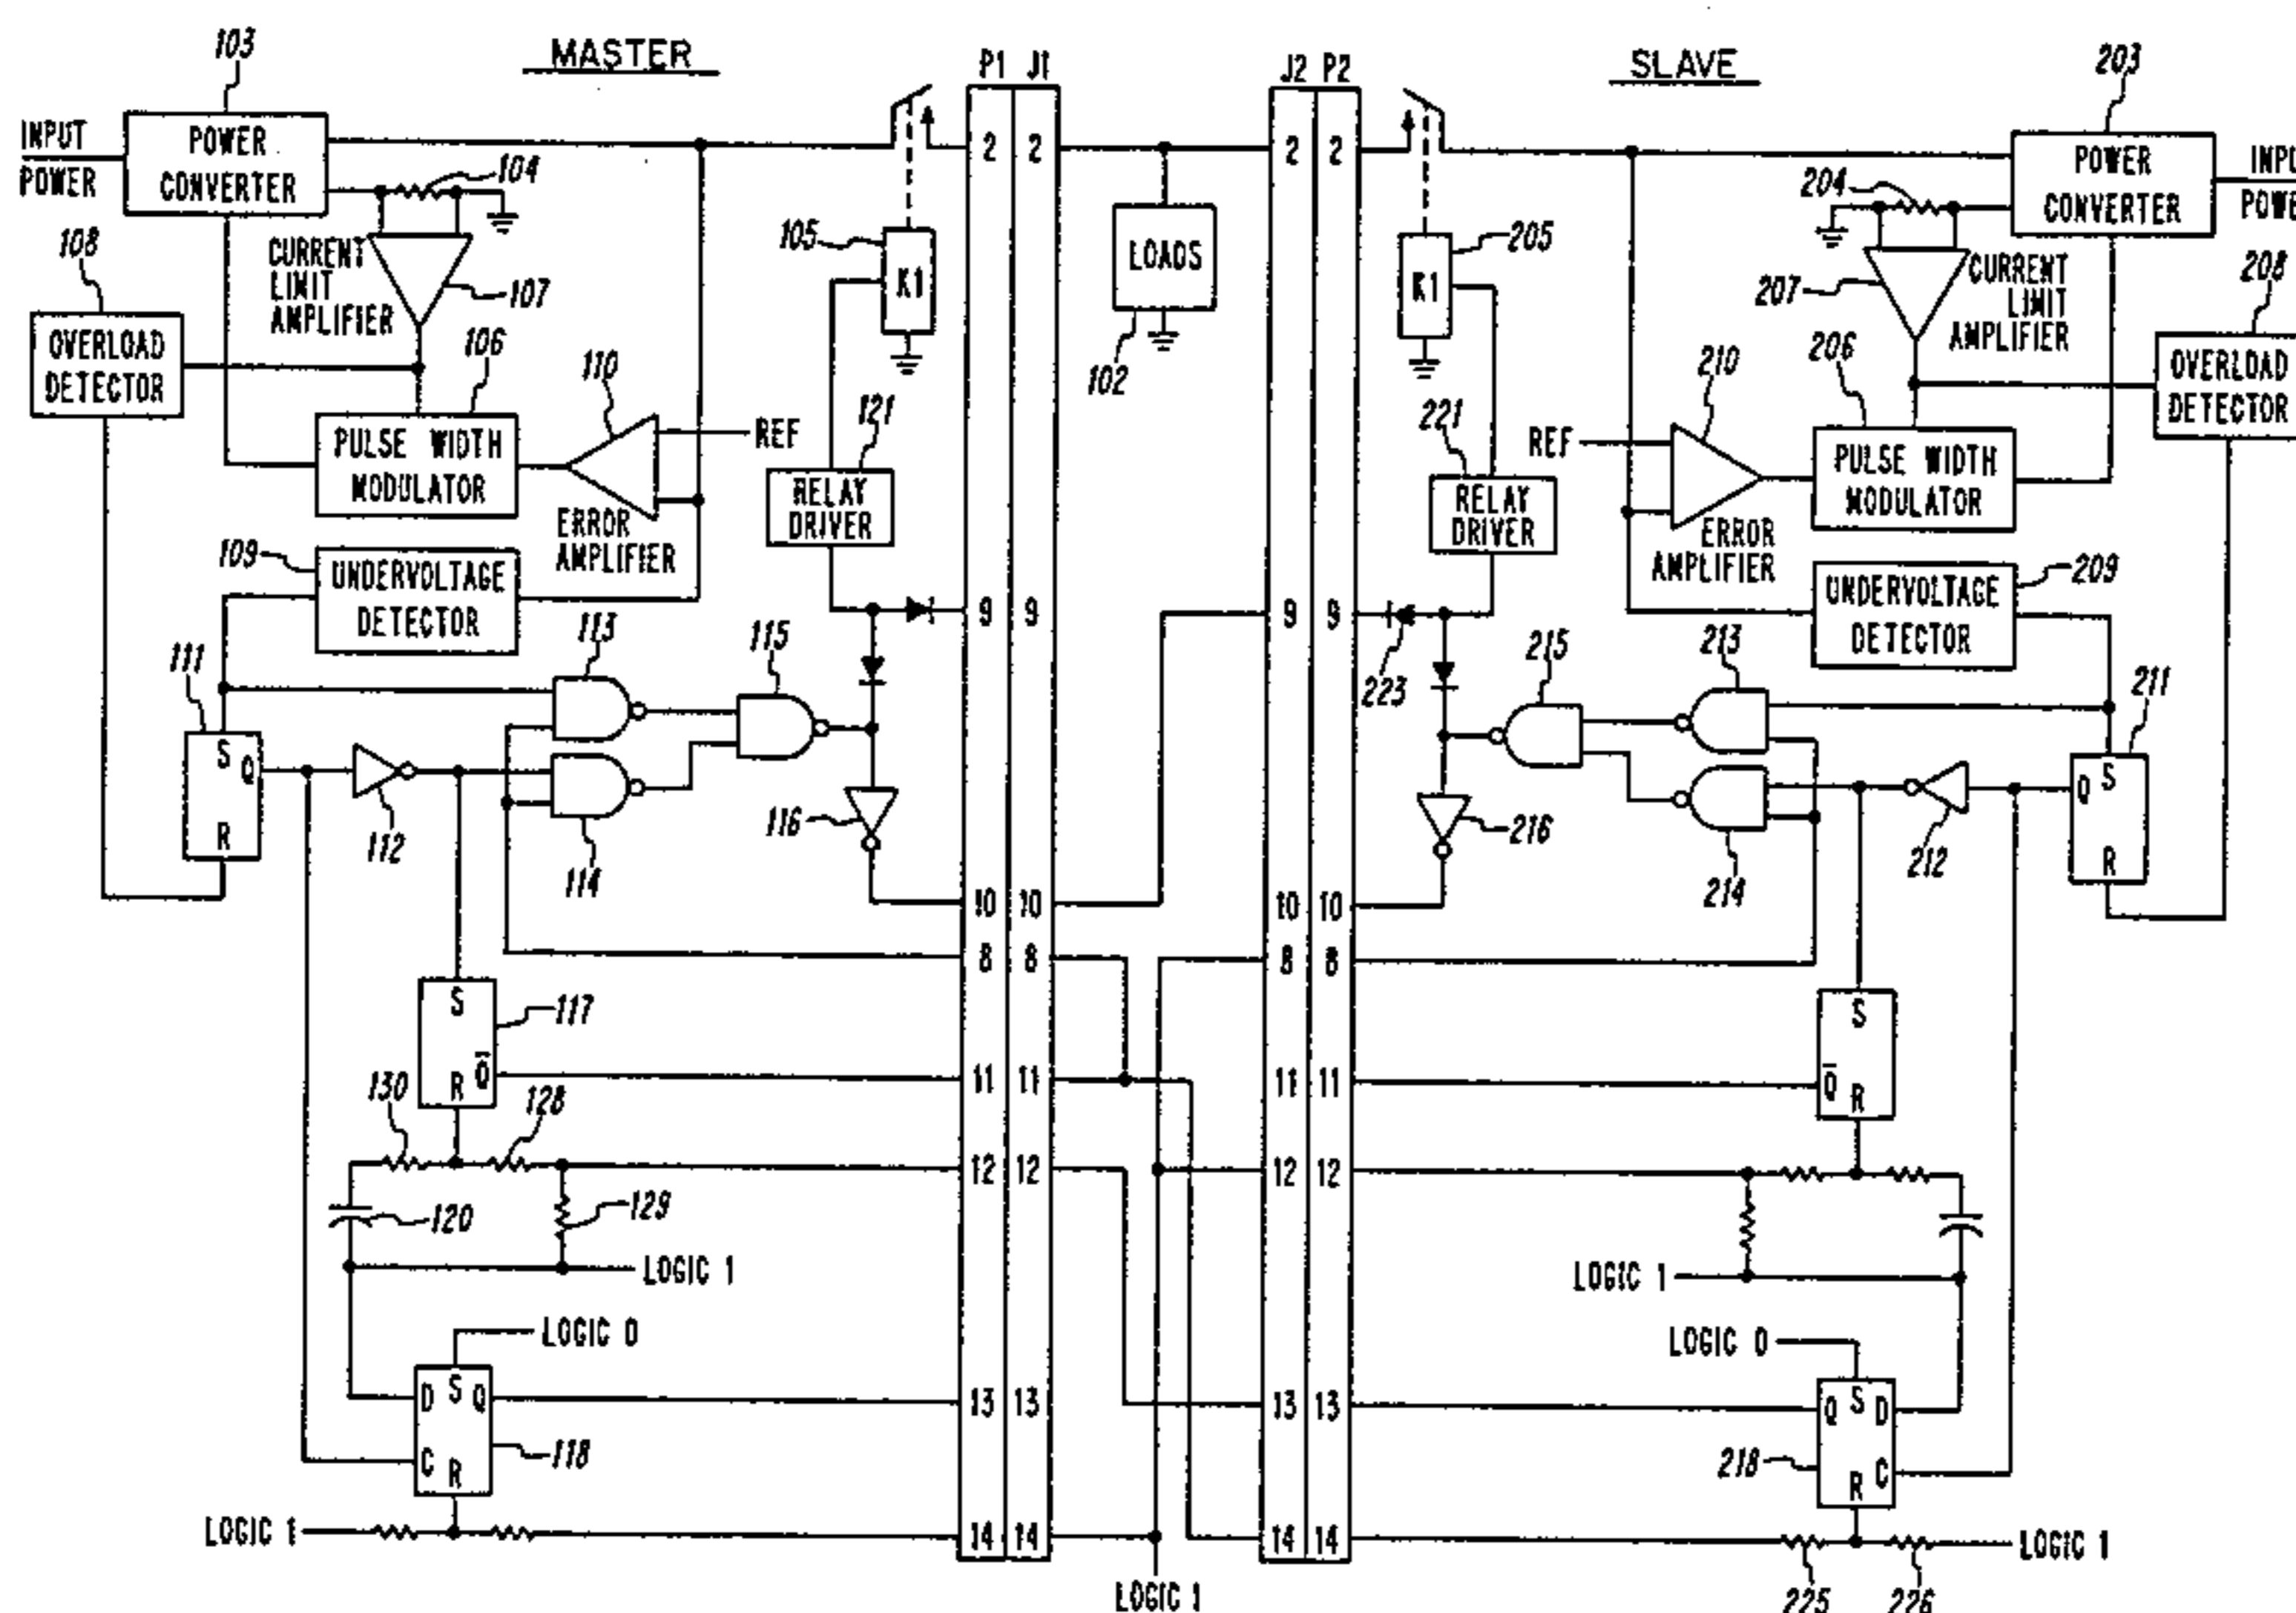 MASTER
SLAVE
103
P1 J1
J2 P2
203
INPUT
POWER
POWER
CONVERTER
104
2 2
2 2
204
POWER
CONVERTER
108
CURRENT
LIMIT
AMPLIFIER
107
105
K1
LOADS
102
205
K1
207
CURRENT
LIMIT
AMPLIFIER
208
OVERLOAD
DETECTOR
106
110
REF
121
221
REF
210
206
OVERLOAD
DETECTOR
PULSE WIDTH
MODULATOR
ERROR
AMPLIFIER
RELAY
DRIVER
RELAY
DRIVER
ERROR
AMPLIFIER
PULSE WIDTH
MODULATOR
109
UNDERVOLTAGE
DETECTOR
9 9
9 9
UNDERVOLTAGE
DETECTOR
209
111
113
115
223
215
213
211
S
Q
R
112
114
116
216
214
212
Q
S
R
10 10
10 10
8 8
8 8
S
R Q̅
117
11 11
11 11
S
Q̅ R
130
128
12 12
12 12
120
129
LOGIC 1
LOGIC 1
LOGIC 0
LOGIC 0
D S Q
C R
118
13 13
13 13
Q S D
R C
218
LOGIC 1
14 14
14 14
LOGIC 1
LOGIC 1
225
226